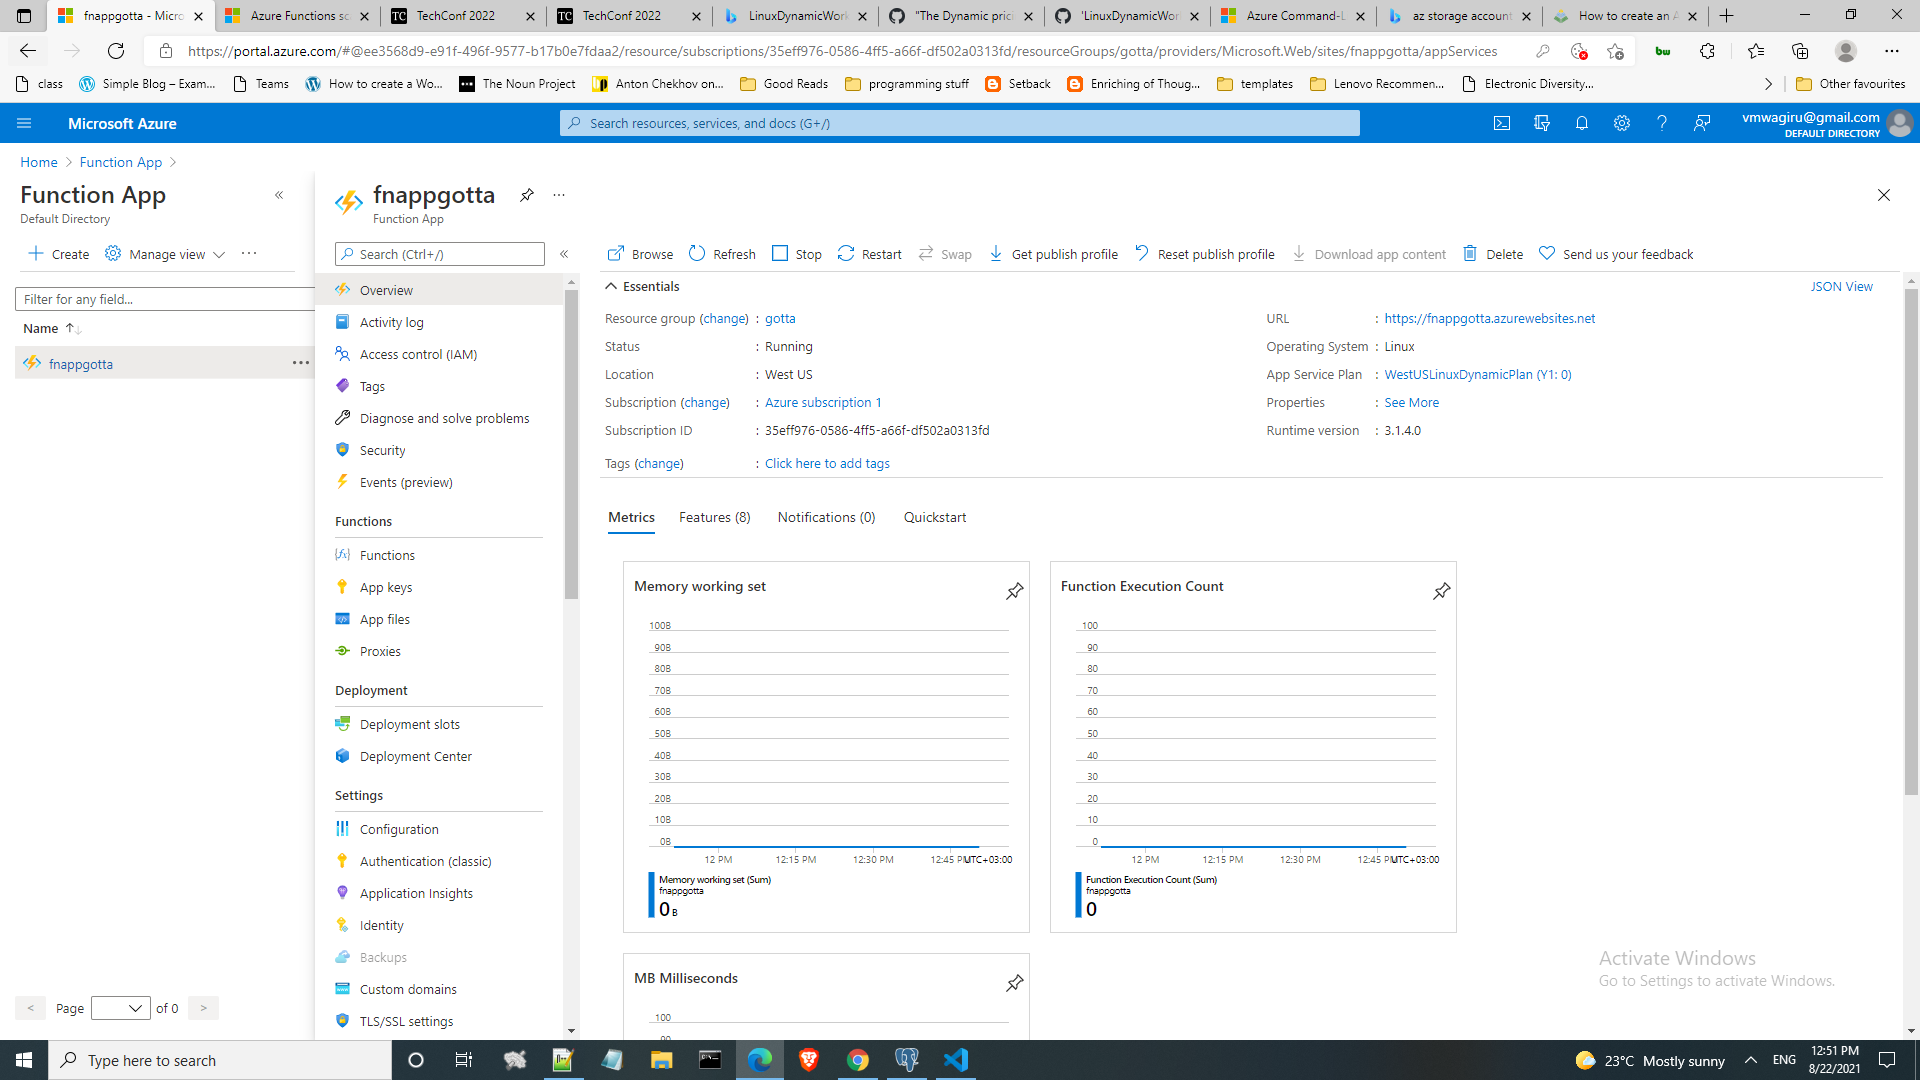 fnappgotta - Micro
Azure Functions sc
TechConf 2022
TechConf 2022
LinuxDynamicWork
"The Dynamic pric
'LinuxDynamicWor
Azure Command-L
az storage account
How to create an A
https://portal.azure.com/#@ee3568d9-e91f-496f-9577-b17b0e7fdaa2/resource/subscriptions/35eff976-0586-4ff5-a66f-df502a0313fd/resourceGroups/gotta/providers/Microsoft.Web/sites/fnappgotta/appServices
class
Simple Blog – Exam...
Teams
How to create a Wo...
The Noun Project
Anton Chekhov on...
Good Reads
programming stuff
Setback
Enriching of Thoug...
templates
Lenovo Recommen...
Electronic Diversity...
Other favourites
Microsoft Azure
Search resources, services, and docs (G+/)
vmwagiru@gmail.com
DEFAULT DIRECTORY
Home > Function App >
Function App
Default Directory
Create
Manage view
Filter for any field...
Name
fnappgotta
< Page of 0 >
fnappgotta
Function App
Search (Ctrl+/)
Overview
Activity log
Access control (IAM)
Tags
Diagnose and solve problems
Security
Events (preview)
Functions
Functions
App keys
App files
Proxies
Deployment
Deployment slots
Deployment Center
Settings
Configuration
Authentication (classic)
Application Insights
Identity
Backups
Custom domains
TLS/SSL settings
Browse
Refresh
Stop
Restart
Swap
Get publish profile
Reset publish profile
Download app content
Delete
Send us your feedback
Essentials
JSON View
Resource group (change) : gotta
Status : Running
Location : West US
Subscription (change) : Azure subscription 1
Subscription ID : 35eff976-0586-4ff5-a66f-df502a0313fd
Tags (change) : Click here to add tags
URL : https://fnappgotta.azurewebsites.net
Operating System : Linux
App Service Plan : WestUSLinuxDynamicPlan (Y1: 0)
Properties : See More
Runtime version : 3.1.4.0
Metrics
Features (8)
Notifications (0)
Quickstart
Memory working set
100B
90B
80B
70B
60B
50B
40B
30B
20B
10B
0B
12 PM 12:15 PM 12:30 PM 12:45 PM UTC+03:00
Memory working set (Sum)
fnappgotta
0 B
Function Execution Count
100
90
80
70
60
50
40
30
20
10
0
12 PM 12:15 PM 12:30 PM 12:45 PM UTC+03:00
Function Execution Count (Sum)
fnappgotta
0
MB Milliseconds
100
90
Activate Windows
Go to Settings to activate Windows.
Type here to search
23°C Mostly sunny
ENG
12:51 PM
8/22/2021